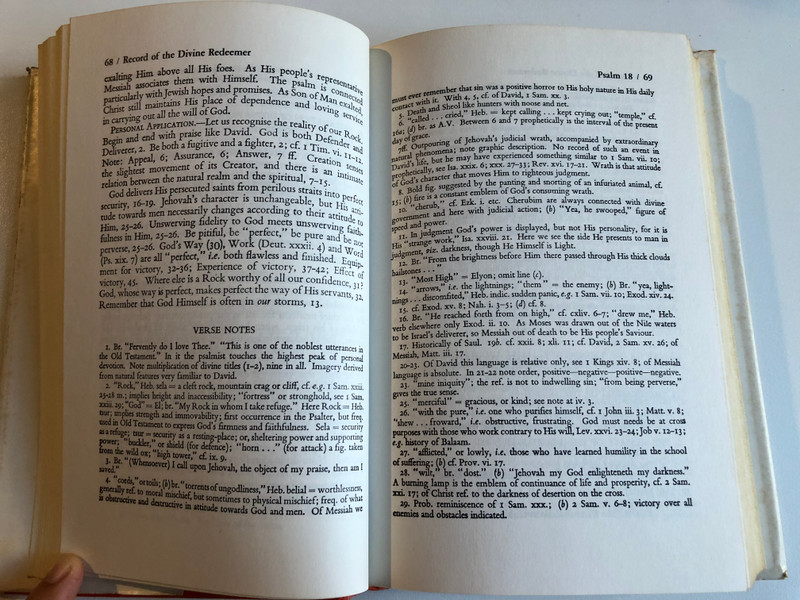 68 / Record of the Divine Redeemer
exalting Him above all His foes. As His people's representative
Messiah associates them with Himself. The psalm is connected
particularly with Jewish hopes and promises. As Son of Man exalted,
Christ still maintains His place of dependence and loving service
in carrying out all the will of God.
PERSONAL APPLICATION.—Let us recognise the reality of our Rock.
Begin and end with praise like David. God is both Defender and
Deliverer, 2. Be both a fugitive and a fighter, 2; cf. 1 Tim. vi. 11-12.
Note: Appeal, 6; Assurance, 6; Answer, 7 ff. Creation senses
the slightest movement of its Creator, and there is an intimate
relation between the natural realm and the spiritual, 7-15.
God delivers His persecuted saints from perilous straits into perfect
security, 16-19. Jehovah's character is unchangeable, but His atti-
tude towards men necessarily changes according to their attitude to
Him, 25-26. Unswerving fidelity to God meets unswerving faith-
fulness in Him, 25-26. Be pitiful, be "perfect," be pure and be not
perverse, 25-26. God's Way (30), Work (Deut. xxxii. 4) and Word
(Ps. xix. 7) are all "perfect," i.e. both flawless and finished. Equip-
ment for victory, 32-36; Experience of victory, 37-42; Effect of
victory, 45. Where else is a Rock worthy of all our confidence, 31?
God, whose way is perfect, makes perfect the way of His servants, 32.
Remember that God Himself is often in our storms, 13.
VERSE NOTES
1. Br. "Fervently do I love Thee." "This is one of the noblest utterances in
the Old Testament." In it the psalmist touches the highest peak of personal
devotion. Note multiplication of divine titles (1-2), nine in all. Imagery derived
from natural features very familiar to David.
2. "Rock," Heb. sela = a cleft rock, mountain crag or cliff, cf. e.g. 1 Sam. xxiii.
25-28 m.; implies height and inaccessibility; "fortress" or stronghold, see 1 Sam.
xxiii. 29; "God" = El; br. "My Rock in whom I take refuge." Here Rock = Heb.
tsur; implies strength and immovability; first occurrence in the Psalter, but freq.
used in Old Testament to express God's firmness and faithfulness. Sela = security
as a refuge; tsur = security as a resting-place; or, sheltering power and supporting
power; "buckler," or shield (for defence); "horn . . ." (for attack) a fig. taken
from the wild ox; "high tower," cf. ix. 9.
3. Br. "(Whensoever) I call upon Jehovah, the object of my praise, then am I
saved."
4. "cords," or toils; (b) br. "torrents of ungodliness," Heb. belial = worthlessness,
generally ref. to moral mischief, but sometimes to physical mischief; freq. of what
is obstructive and destructive in attitude towards God and men. Of Messiah we
Psalm 18 / 69
must ever remember that sin was a positive horror to His holy nature in His daily
contact with it. With 4, 5, cf. of David, 1 Sam. xx. 3.
5. Death and Sheol like hunters with noose and net.
6. "called . . . cried," Heb. = kept calling . . . kept crying out; "temple," cf.
(d) br. as A.V. Between 6 and 7 prophetically is the interval of the present
day of grace.
7ff. Outpouring of Jehovah's judicial wrath, accompanied by extraordinary
natural phenomena; note graphic description. No record of such an event in
David's life, but he may have experienced something similar to 1 Sam. vii. 10;
prophetically, see Isa. xxix. 6; xxx. 27-33; Rev. xvi. 17-21. Wrath is that attitude
of God's character that moves Him to righteous judgment.
8. Bold fig. suggested by the panting and snorting of an infuriated animal, cf.
15; (b) fire is a constant emblem of God's consuming wrath.
10. "cherub," cf. Ezk. i. etc. Cherubim are always connected with divine
government and here with judicial action; (b) "Yea, he swooped," figure of
speed and power.
11. In judgment God's power is displayed, but not His personality, for it is
His "strange work," Isa. xxviii. 21. Here we see the side He presents to man in
judgment, viz. darkness, though He Himself is Light.
12. Br. "From the brightness before Him there passed through His thick clouds
hailstones . . ."
13. "Most High" = Elyon; omit line (c).
14. "arrows," i.e. the lightnings; "them" = the enemy; (b) Br. "yea, light-
nings . . . discomfited," Heb. indic. sudden panic, e.g. 1 Sam. vii. 10; Exod. xiv. 24.
15. cf. Exod. xv. 8; Nah. i. 3-5; (d) cf. 8.
16. Br. "He reached forth from on high," cf. cxliv. 6-7; "drew me," Heb.
verb elsewhere only Exod. ii. 10. As Moses was drawn out of the Nile waters
to be Israel's deliverer, so Messiah out of death to be His people's Saviour.
17. Historically of Saul. 19b. cf. xxii. 8; xli. 11; cf. David, 2 Sam. xv. 26; of
Messiah, Matt. iii. 17.
20-23. Of David this language is relative only, see 1 Kings xiv. 8; of Messiah
language is absolute. In 21-22 note order, positive—negative—positive—negative.
23. "mine iniquity"; the ref. is not to indwelling sin; "from being perverse,"
gives the true sense.
25. "merciful" = gracious, or kind; see note at iv. 3.
26. "with the pure," i.e. one who purifies himself, cf. 1 John iii. 3; Matt. v. 8;
"shew . . . froward," i.e. obstructive, frustrating. God must needs be at cross
purposes with those who work contrary to His will, Lev. xxvi. 23-24; Job v. 12-13;
e.g. history of Balaam.
27. "afflicted," or lowly, i.e. those who have learned humility in the school
of suffering; (b) cf. Prov. vi. 17.
28. "wilt," br. "dost." (b) "Jehovah my God enlighteneth my darkness."
A burning lamp is the emblem of continuance of life and prosperity, cf. 2 Sam.
xxi. 17; of Christ ref. to the darkness of desertion on the cross.
29. Prob. reminiscence of 1 Sam. xxx.; (b) 2 Sam. v. 6-8; victory over all
enemies and obstacles indicated.